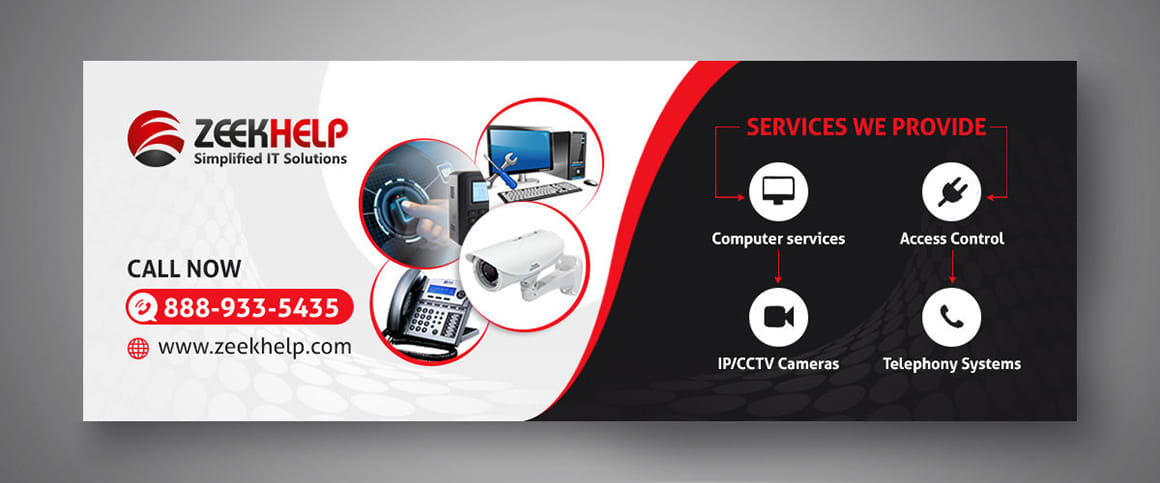 ZEEKHELP
Simplified IT Solutions
CALL NOW
888-933-5435
www.zeekhelp.com
SERVICES WE PROVIDE
Computer services
Access Control
IP/CCTV Cameras
Telephony Systems